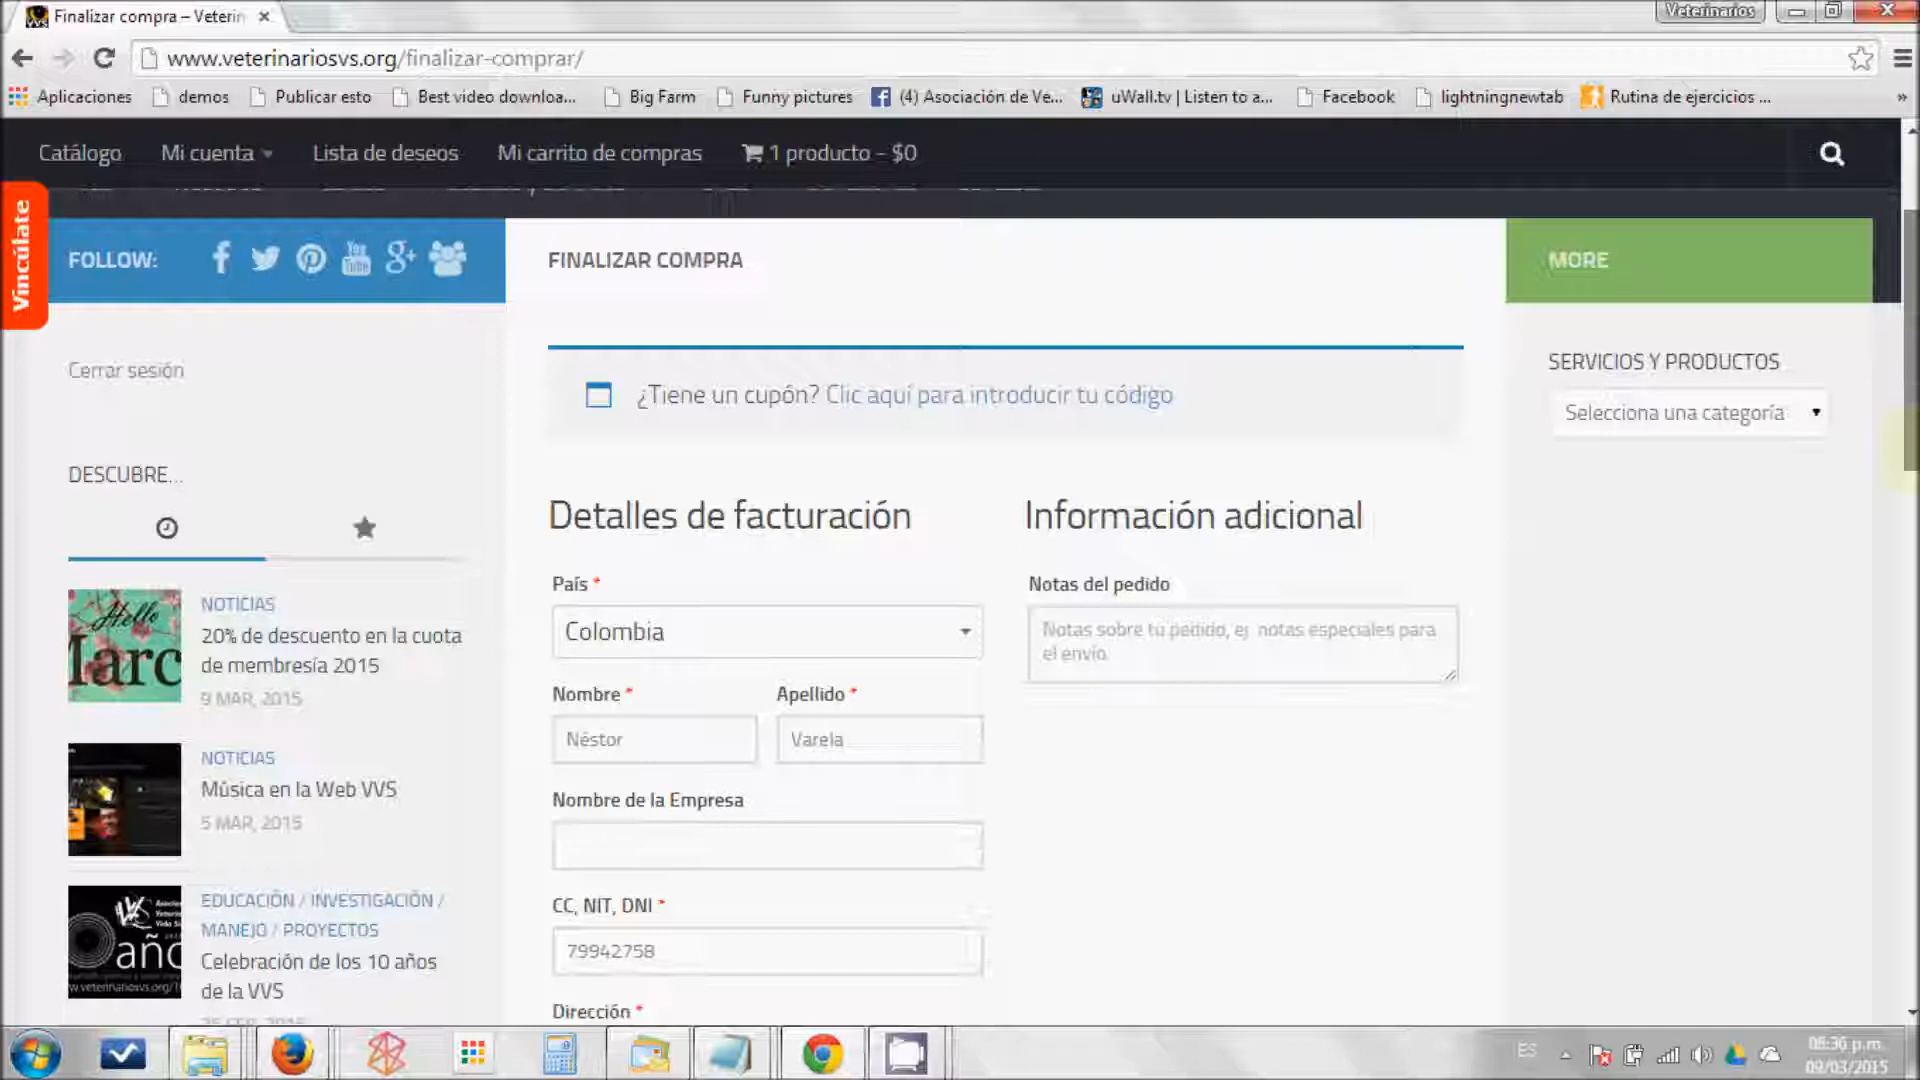 Finalizar compra – Veterin
Veterinarios
www.veterinariosvs.org/finalizar-comprar/
Aplicaciones demos Publicar esto Best video downloa... Big Farm Funny pictures (4) Asociación de Ve... uWall.tv | Listen to a... Facebook lightningnewtab Rutina de ejercicios ... »
Catálogo Mi cuenta Lista de deseos Mi carrito de compras 1 producto - $0
Vincúlate
FOLLOW:
You Tube
FINALIZAR COMPRA
MORE
Cerrar sesión
¿Tiene un cupón? Clic aquí para introducir tu código
SERVICIOS Y PRODUCTOS
Selecciona una categoría
DESCUBRE...
Detalles de facturación
Información adicional
País *
Colombia
Notas del pedido
Notas sobre tu pedido, ej. notas especiales para
el envío.
Hello
Marc
NOTICIAS
20% de descuento en la cuota
de membresía 2015
9 MAR, 2015
Nombre *
Apellido *
Néstor
Varela
NOTICIAS
Música en la Web VVS
5 MAR, 2015
Nombre de la Empresa
EDUCACIÓN / INVESTIGACIÓN /
MANEJO / PROYECTOS
Celebración de los 10 años
de la VVS
25 FEB, 2015
CC, NIT, DNI *
79942758
Dirección *
ES
08:36 p.m.
09/03/2015